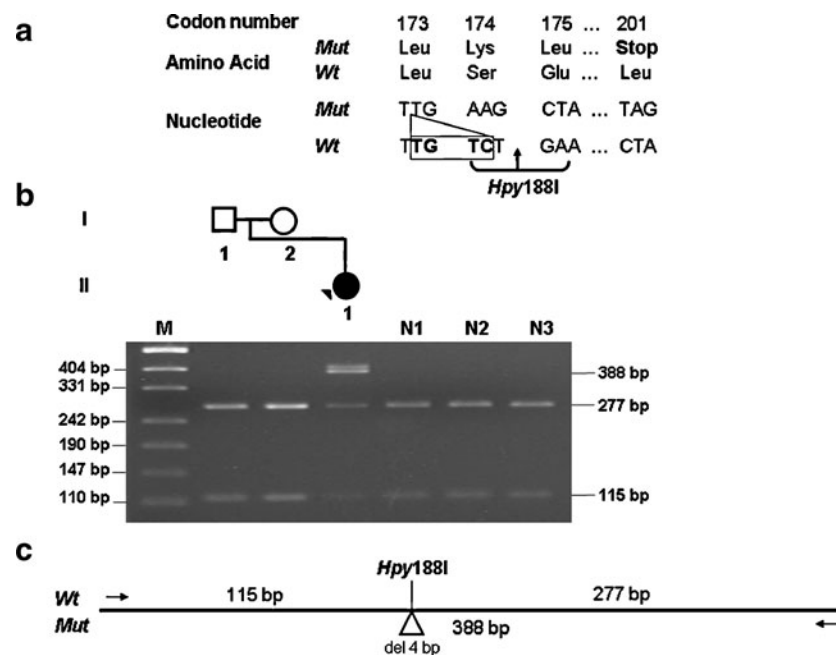 a
Codon number 173 174 175 ... 201
Amino Acid
Mut Leu Lys Leu ... Stop
Wt Leu Ser Glu ... Leu
Nucleotide
Mut TTG AAG CTA ... TAG
Wt TTG TCT GAA ... CTA
Hpy188I
b
I
1 2
II
1
M N1 N2 N3
404 bp 388 bp
331 bp
277 bp
242 bp
190 bp
147 bp
110 bp 115 bp
c
Hpy188I
Wt 115 bp 277 bp
Mut 388 bp
del 4 bp